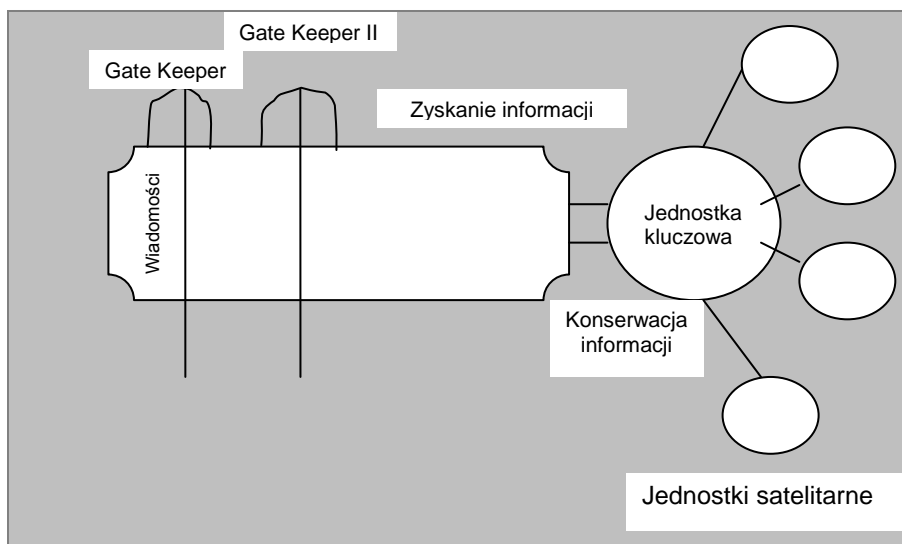 Gate Keeper II
Gate Keeper
Zyskanie informacji
Wiadomości
Jednostka
kluczowa
Konserwacja
informacji
Jednostki satelitarne